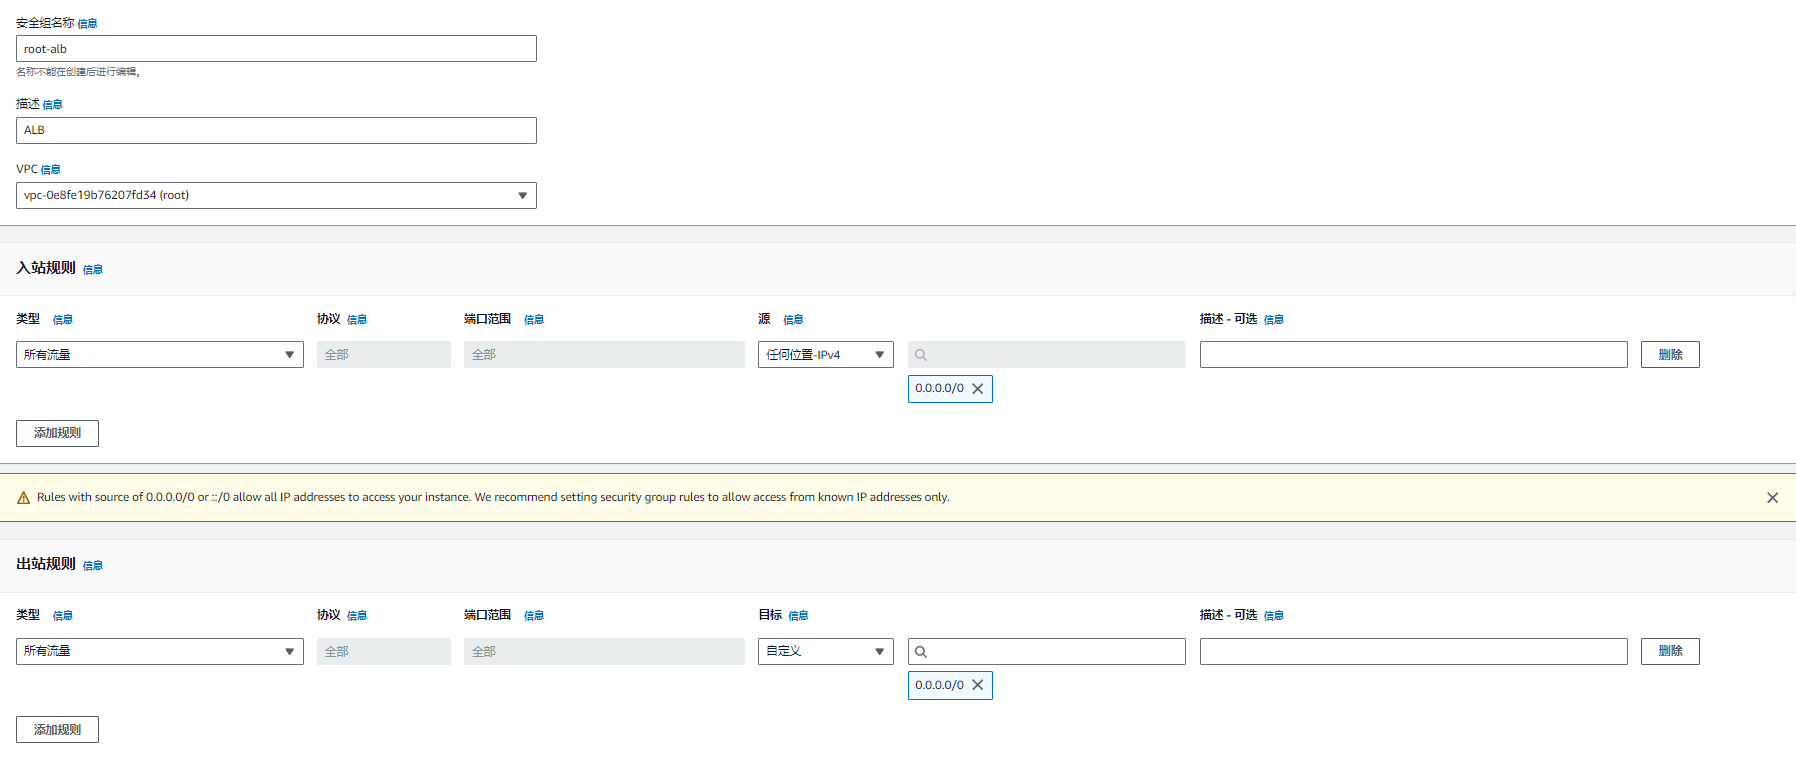 安全组名称 信息
root-alb
名称不能在创建后进行编辑。
描述 信息
ALB
VPC 信息
vpc-0e8fe19b76207fd34 (root)
入站规则 信息
类型 信息 协议 信息 端口范围 信息 源 信息 描述 - 可选 信息
所有流量 全部 全部 任何位置-IPv4 删除
0.0.0.0/0
添加规则
Rules with source of 0.0.0.0/0 or ::/0 allow all IP addresses to access your instance. We recommend setting security group rules to allow access from known IP addresses only.
出站规则 信息
类型 信息 协议 信息 端口范围 信息 目标 信息 描述 - 可选 信息
所有流量 全部 全部 自定义 删除
0.0.0.0/0
添加规则